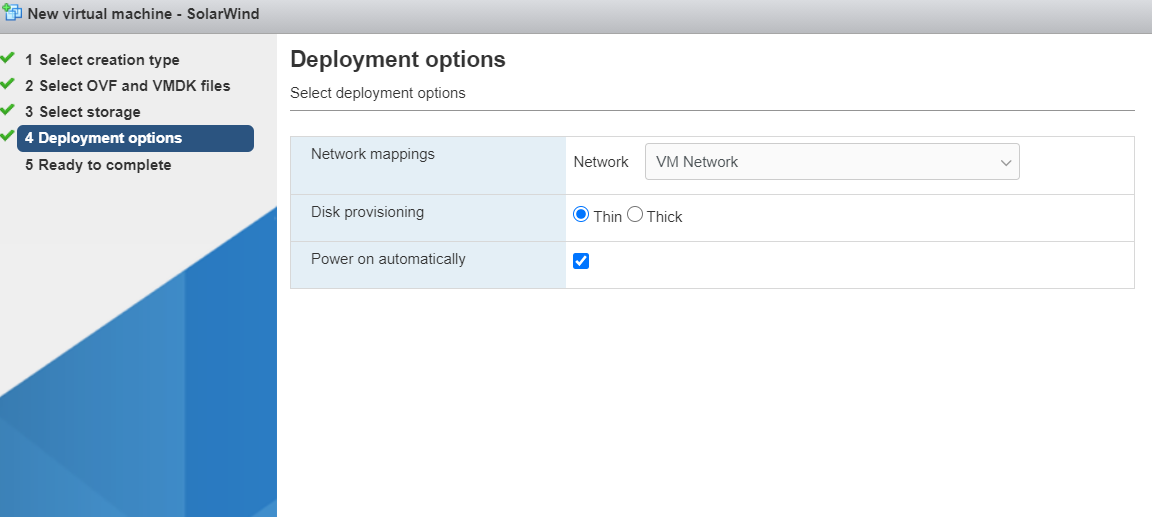 New virtual machine - SolarWind
1 Select creation type
2 Select OVF and VMDK files
3 Select storage
4 Deployment options
5 Ready to complete
Deployment options
Select deployment options
Network mappings
Network VM Network
Disk provisioning
Thin Thick
Power on automatically